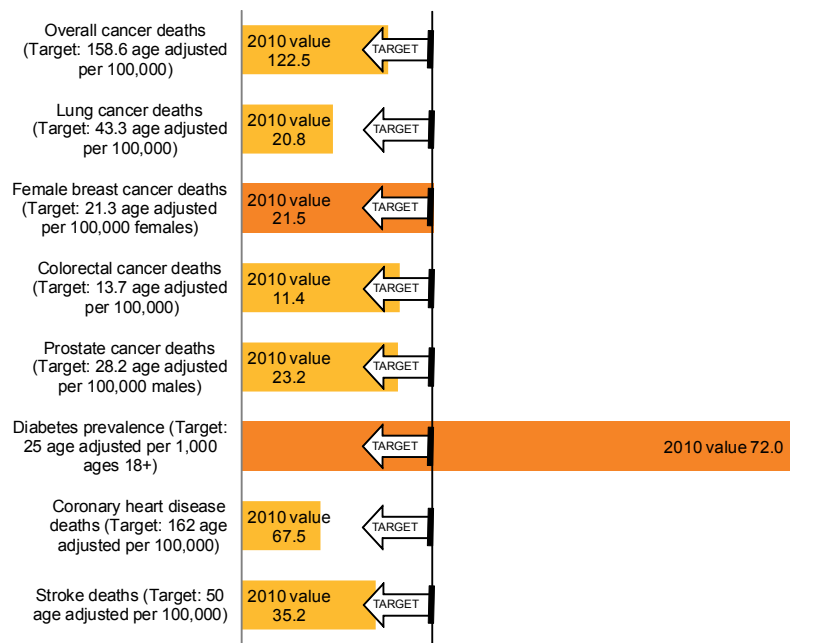 Overall cancer deaths
(Target: 158.6 age adjusted
per 100,000)
2010 value
122.5
TARGET
Lung cancer deaths
(Target: 43.3 age adjusted
per 100,000)
2010 value
20.8
TARGET
Female breast cancer deaths
(Target: 21.3 age adjusted
per 100,000 females)
2010 value
21.5
TARGET
Colorectal cancer deaths
(Target: 13.7 age adjusted
per 100,000)
2010 value
11.4
TARGET
Prostate cancer deaths
(Target: 28.2 age adjusted
per 100,000 males)
2010 value
23.2
TARGET
Diabetes prevalence (Target:
25 age adjusted per 1,000
ages 18+)
TARGET
2010 value 72.0
Coronary heart disease
deaths (Target: 162 age
adjusted per 100,000)
2010 value
67.5
TARGET
Stroke deaths (Target: 50
age adjusted per 100,000)
2010 value
35.2
TARGET